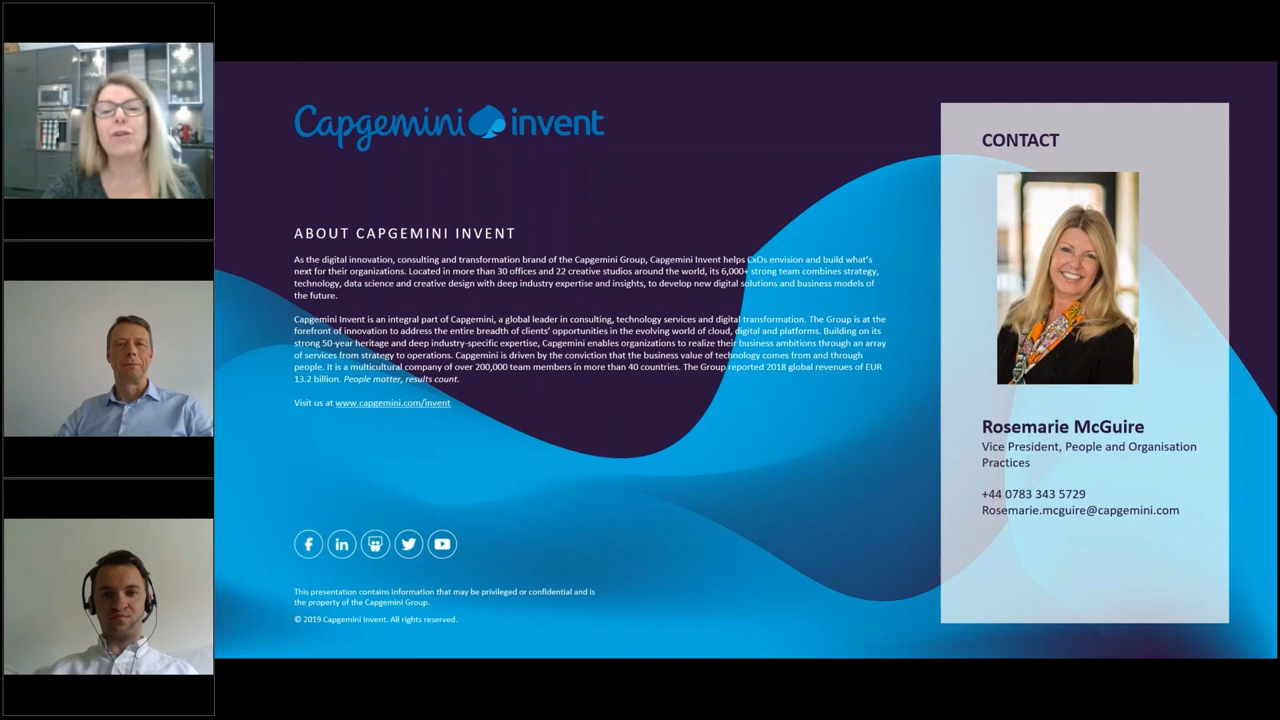 Capgemini invent
ABOUT CAPGEMINI INVENT
As the digital innovation, consulting and transformation brand of the Capgemini Group, Capgemini Invent helps CxOs envision and build what's
next for their organizations. Located in more than 30 offices and 22 creative studios around the world, its 6,000+ strong team combines strategy,
technology, data science and creative design with deep industry expertise and insights, to develop new digital solutions and business models of
the future.
Capgemini Invent is an integral part of Capgemini, a global leader in consulting, technology services and digital transformation. The Group is at the
forefront of innovation to address the entire breadth of clients' opportunities in the evolving world of cloud, digital and platforms. Building on its
strong 50-year heritage and deep industry-specific expertise, Capgemini enables organizations to realize their business ambitions through an array
of services from strategy to operations. Capgemini is driven by the conviction that the business value of technology comes from and through
people. It is a multicultural company of over 200,000 team members in more than 40 countries. The Group reported 2018 global revenues of EUR
13.2 billion. People matter, results count.
Visit us at www.capgemini.com/invent
This presentation contains information that may be privileged or confidential and is
the property of the Capgemini Group.
© 2019 Capgemini Invent. All rights reserved.
CONTACT
Rosemarie McGuire
Vice President, People and Organisation
Practices
+44 0783 343 5729
Rosemarie.mcguire@capgemini.com